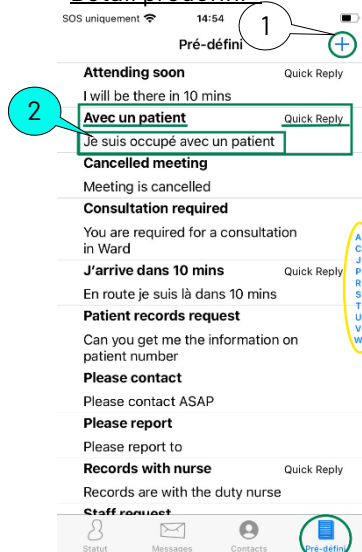 SOS uniquement 14:54
1
Pré-défini
+
Attending soon Quick Reply
I will be there in 10 mins
2
Avec un patient Quick Reply
Je suis occupé avec un patient
Cancelled meeting
Meeting is cancelled
Consultation required
You are required for a consultation
in Ward
J'arrive dans 10 mins Quick Reply
En route je suis là dans 10 mins
Patient records request
Can you get me the information on
patient number
Please contact
Please contact ASAP
Please report
Please report to
Records with nurse Quick Reply
Records are with the duty nurse
Staff request
A
C
J
P
R
S
T
U
V
W
Statut Messages Contacts Pré-défini